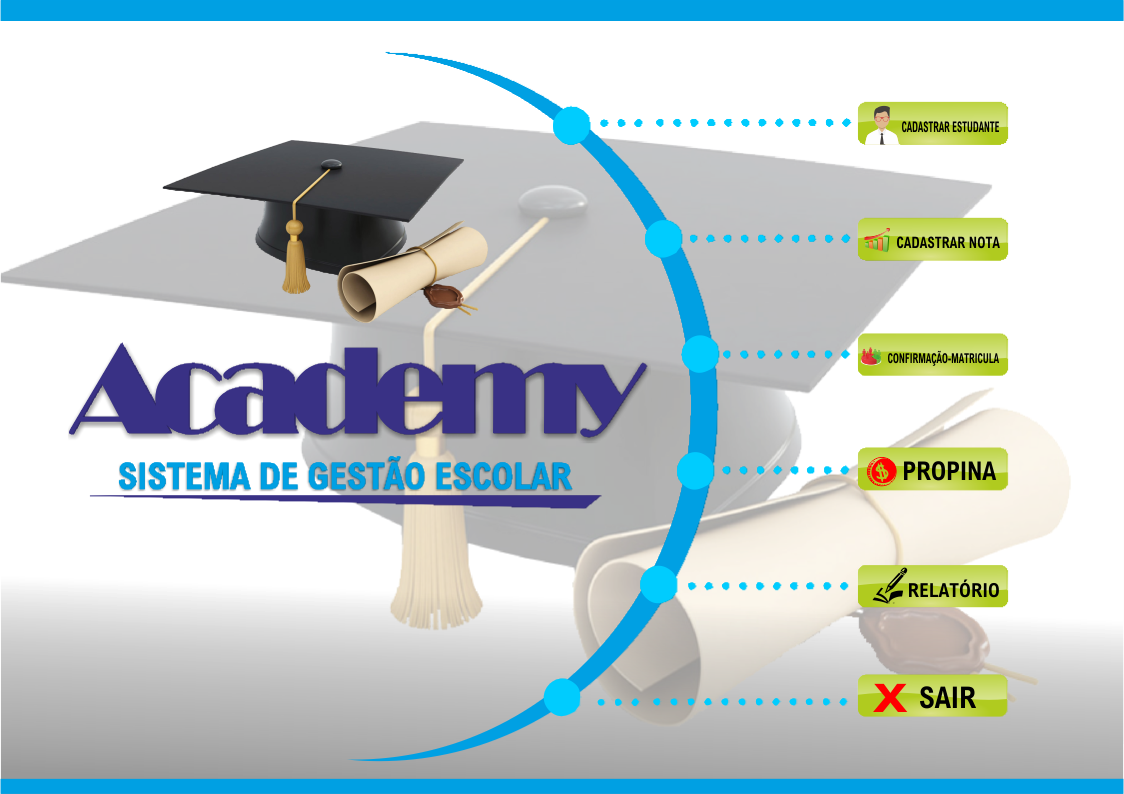 CADASTRAR ESTUDANTE
CADASTRAR NOTA
CONFIRMAÇÃO-MATRICULA
Academy
SISTEMA DE GESTÃO ESCOLAR
$ PROPINA
RELATÓRIO
X SAIR